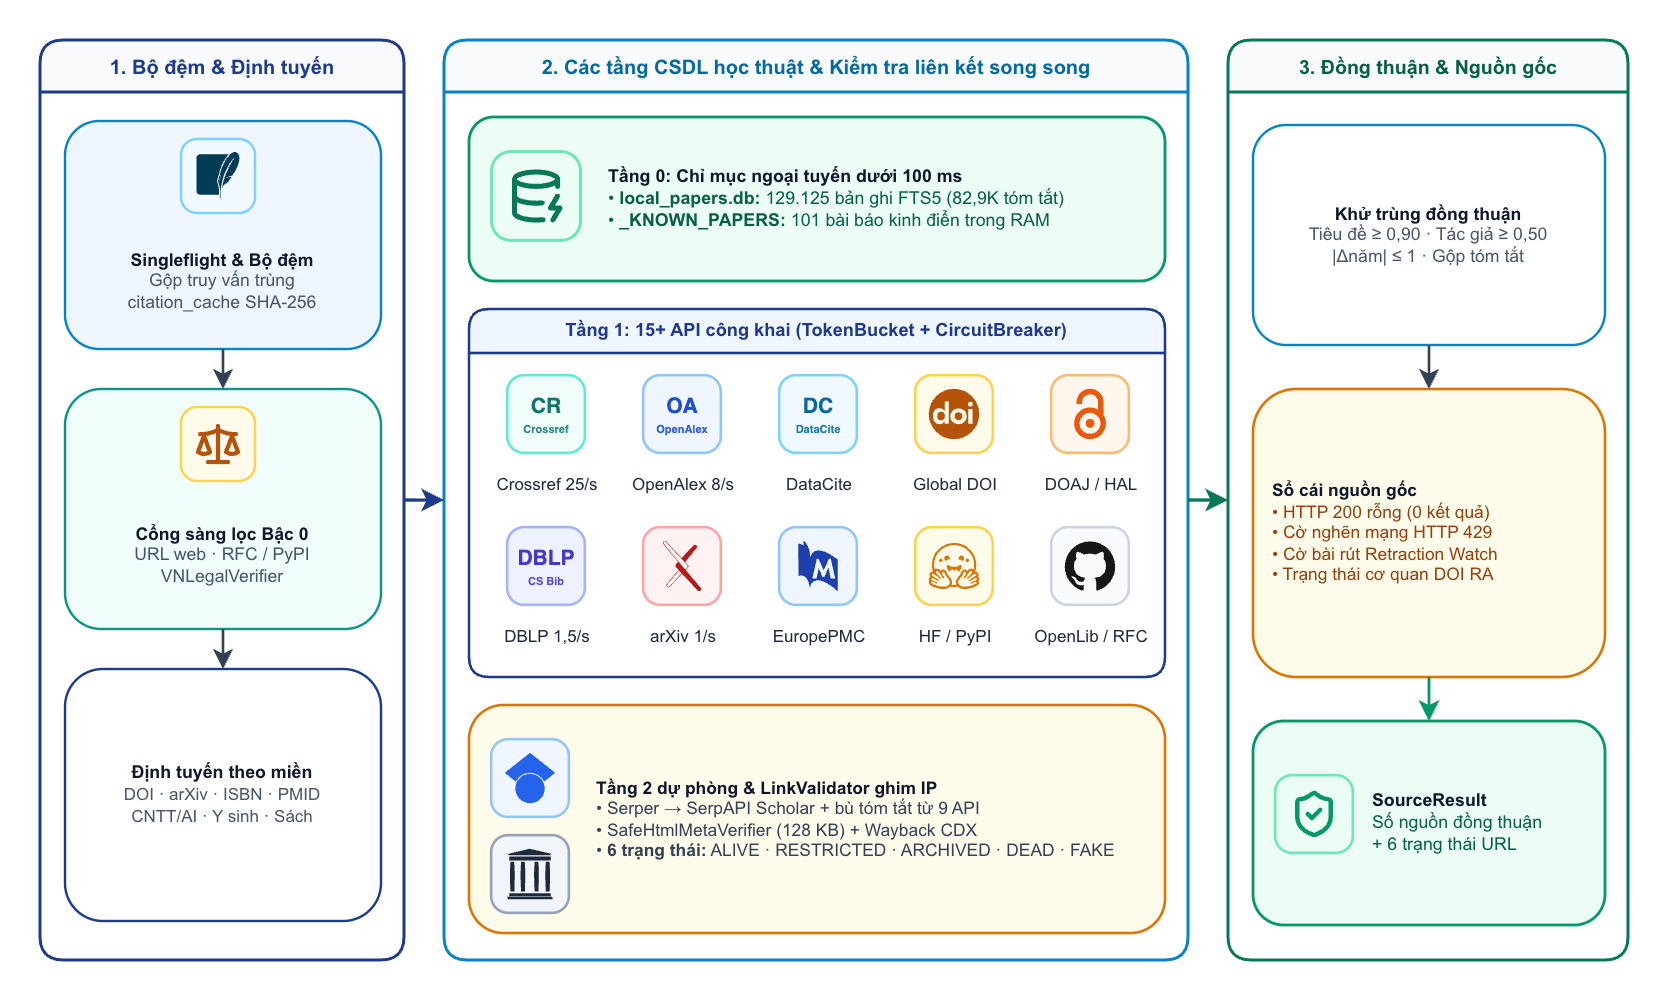 1. Bộ đệm & Định tuyến
Singleflight & Bộ đệm
Gộp truy vấn trùng
citation_cache SHA-256
Cổng sàng lọc Bậc 0
URL web · RFC / PyPI
VNLegalVerifier
Định tuyến theo miền
DOI · arXiv · ISBN · PMID
CNTT/AI · Y sinh · Sách
2. Các tầng CSDL học thuật & Kiểm tra liên kết song song
Tầng 0: Chỉ mục ngoại tuyến dưới 100 ms
• local_papers.db: 129.125 bản ghi FTS5 (82,9K tóm tắt)
• _KNOWN_PAPERS: 101 bài báo kinh điển trong RAM
Tầng 1: 15+ API công khai (TokenBucket + CircuitBreaker)
CR
Crossref
OA
OpenAlex
DC
DataCite
doi
Crossref 25/s
OpenAlex 8/s
DataCite
Global DOI
DOAJ / HAL
DBLP
CS Bib
M
DBLP 1,5/s
arXiv 1/s
EuropePMC
HF / PyPI
OpenLib / RFC
Tầng 2 dự phòng & LinkValidator ghim IP
• Serper → SerpAPI Scholar + bù tóm tắt từ 9 API
• SafeHtmlMetaVerifier (128 KB) + Wayback CDX
• 6 trạng thái: ALIVE · RESTRICTED · ARCHIVED · DEAD · FAKE
3. Đồng thuận & Nguồn gốc
Khử trùng đồng thuận
Tiêu đề ≥ 0,90 · Tác giả ≥ 0,50
|Δnăm| ≤ 1 · Gộp tóm tắt
Sổ cái nguồn gốc
• HTTP 200 rỗng (0 kết quả)
• Cờ nghẽn mạng HTTP 429
• Cờ bài rút Retraction Watch
• Trạng thái cơ quan DOI RA
SourceResult
Số nguồn đồng thuận
+ 6 trạng thái URL